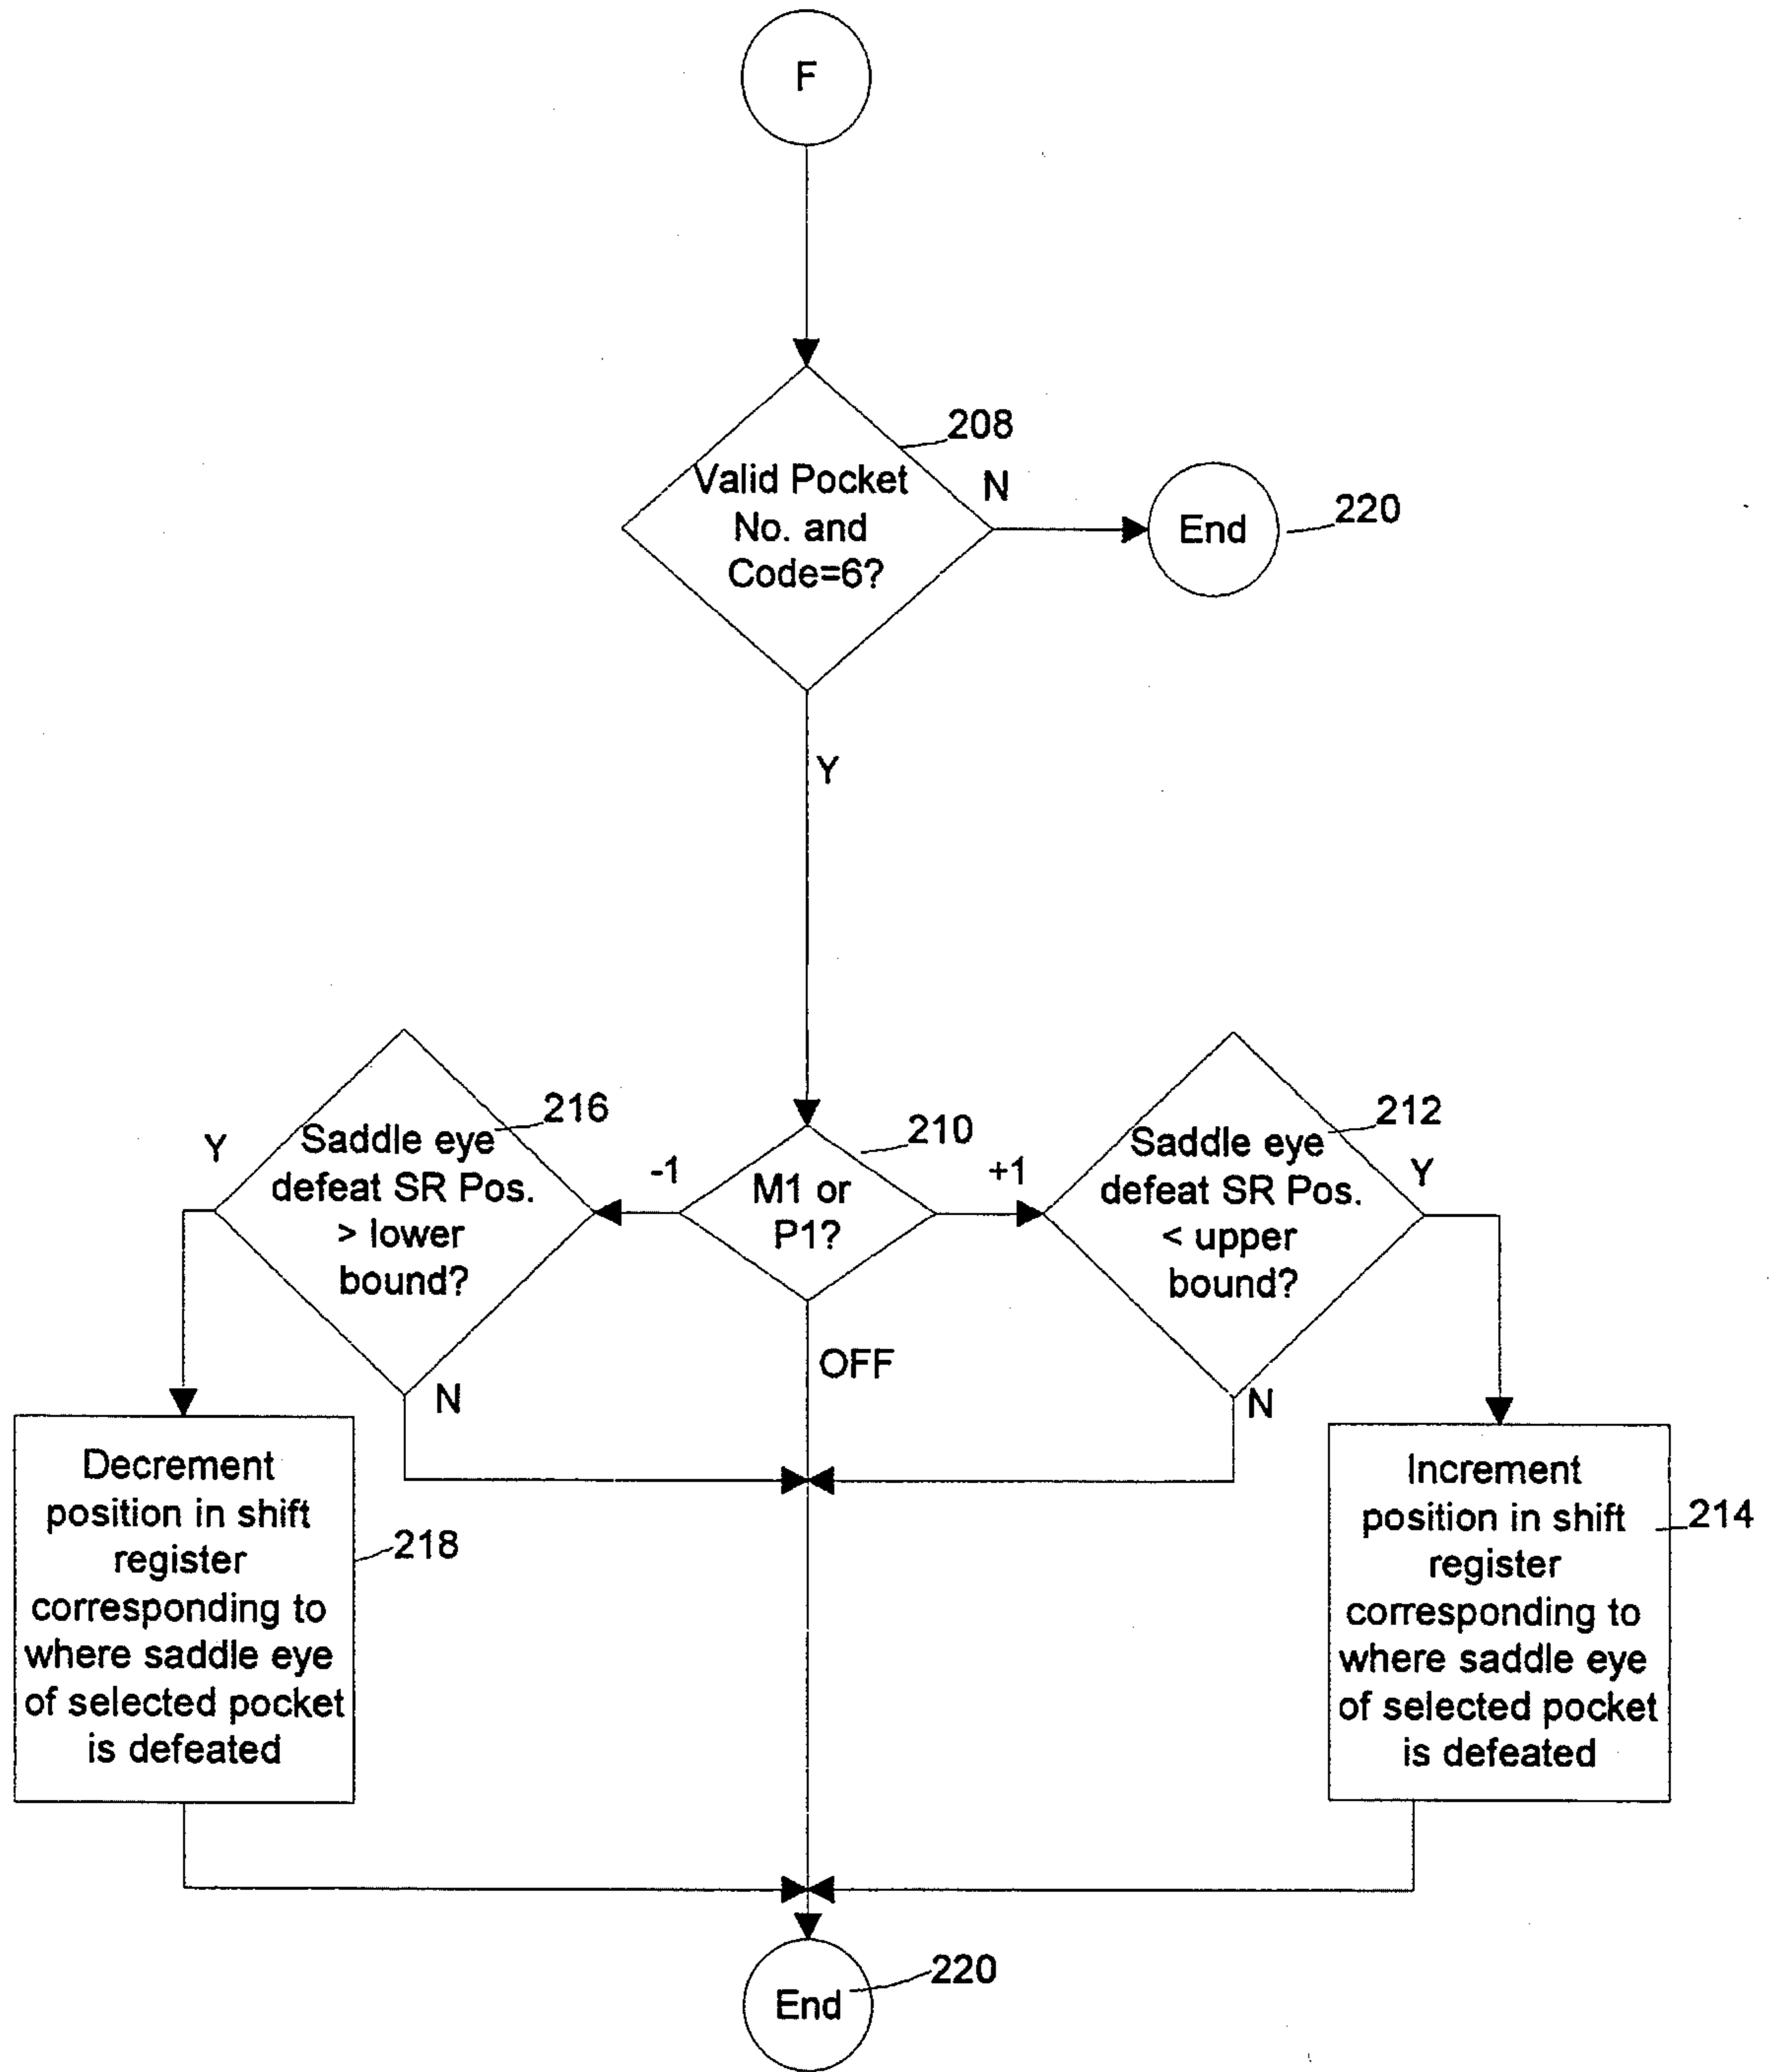 F
208
Valid Pocket
No. and
Code=6?
N
End
220
Y
216
Saddle eye
defeat SR Pos.
> lower
bound?
Y
N
-1
210
M1 or
P1?
+1
OFF
212
Saddle eye
defeat SR Pos.
< upper
bound?
Y
N
Decrement
position in shift
register
corresponding to
where saddle eye
of selected pocket
is defeated
218
Increment
position in shift
register
corresponding to
where saddle eye
of selected pocket
is defeated
214
End
220